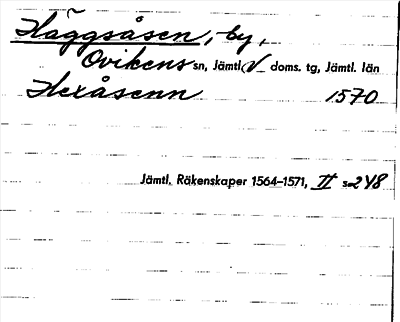 Häggsåsen, by,
Ovikens sn, Jämtl. V doms. tg, Jämtl. län
Hexåsenn 1570
Jämtl. Räkenskaper 1564–1571, II s. 248